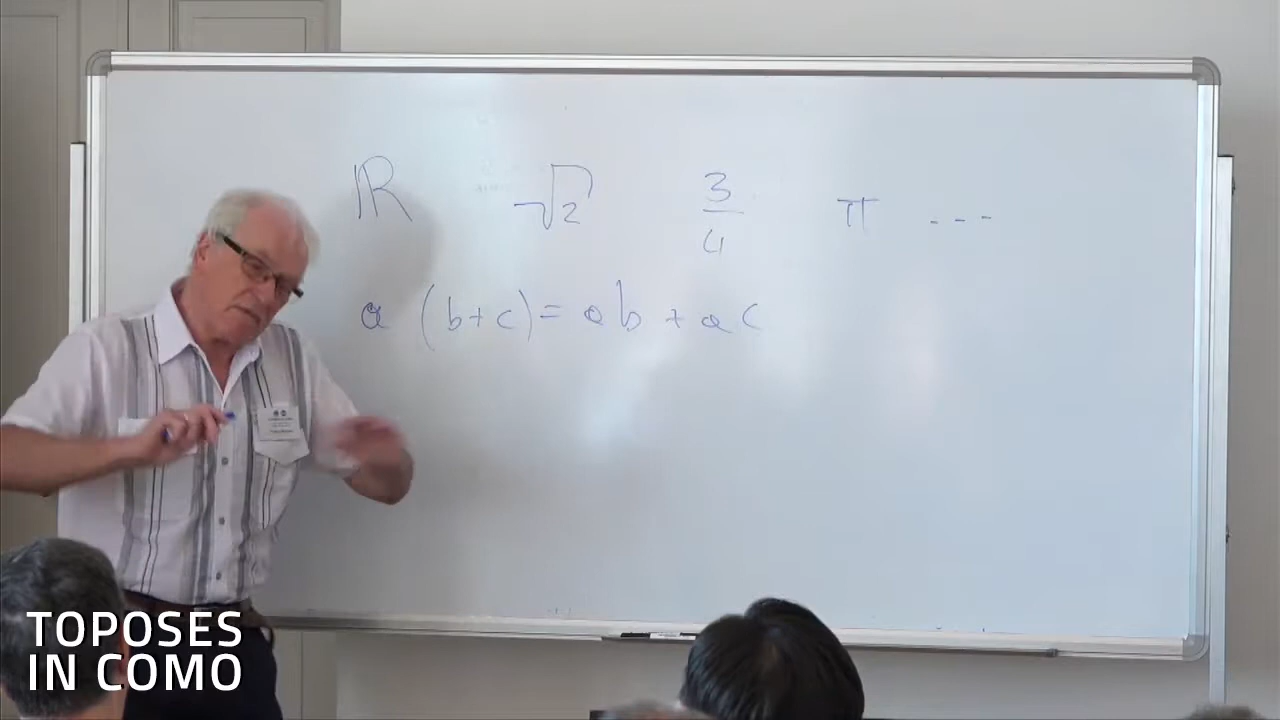 ℝ √2 3/4 π ---
a (b+c) = ab + ac
TOPOSES
IN COMO